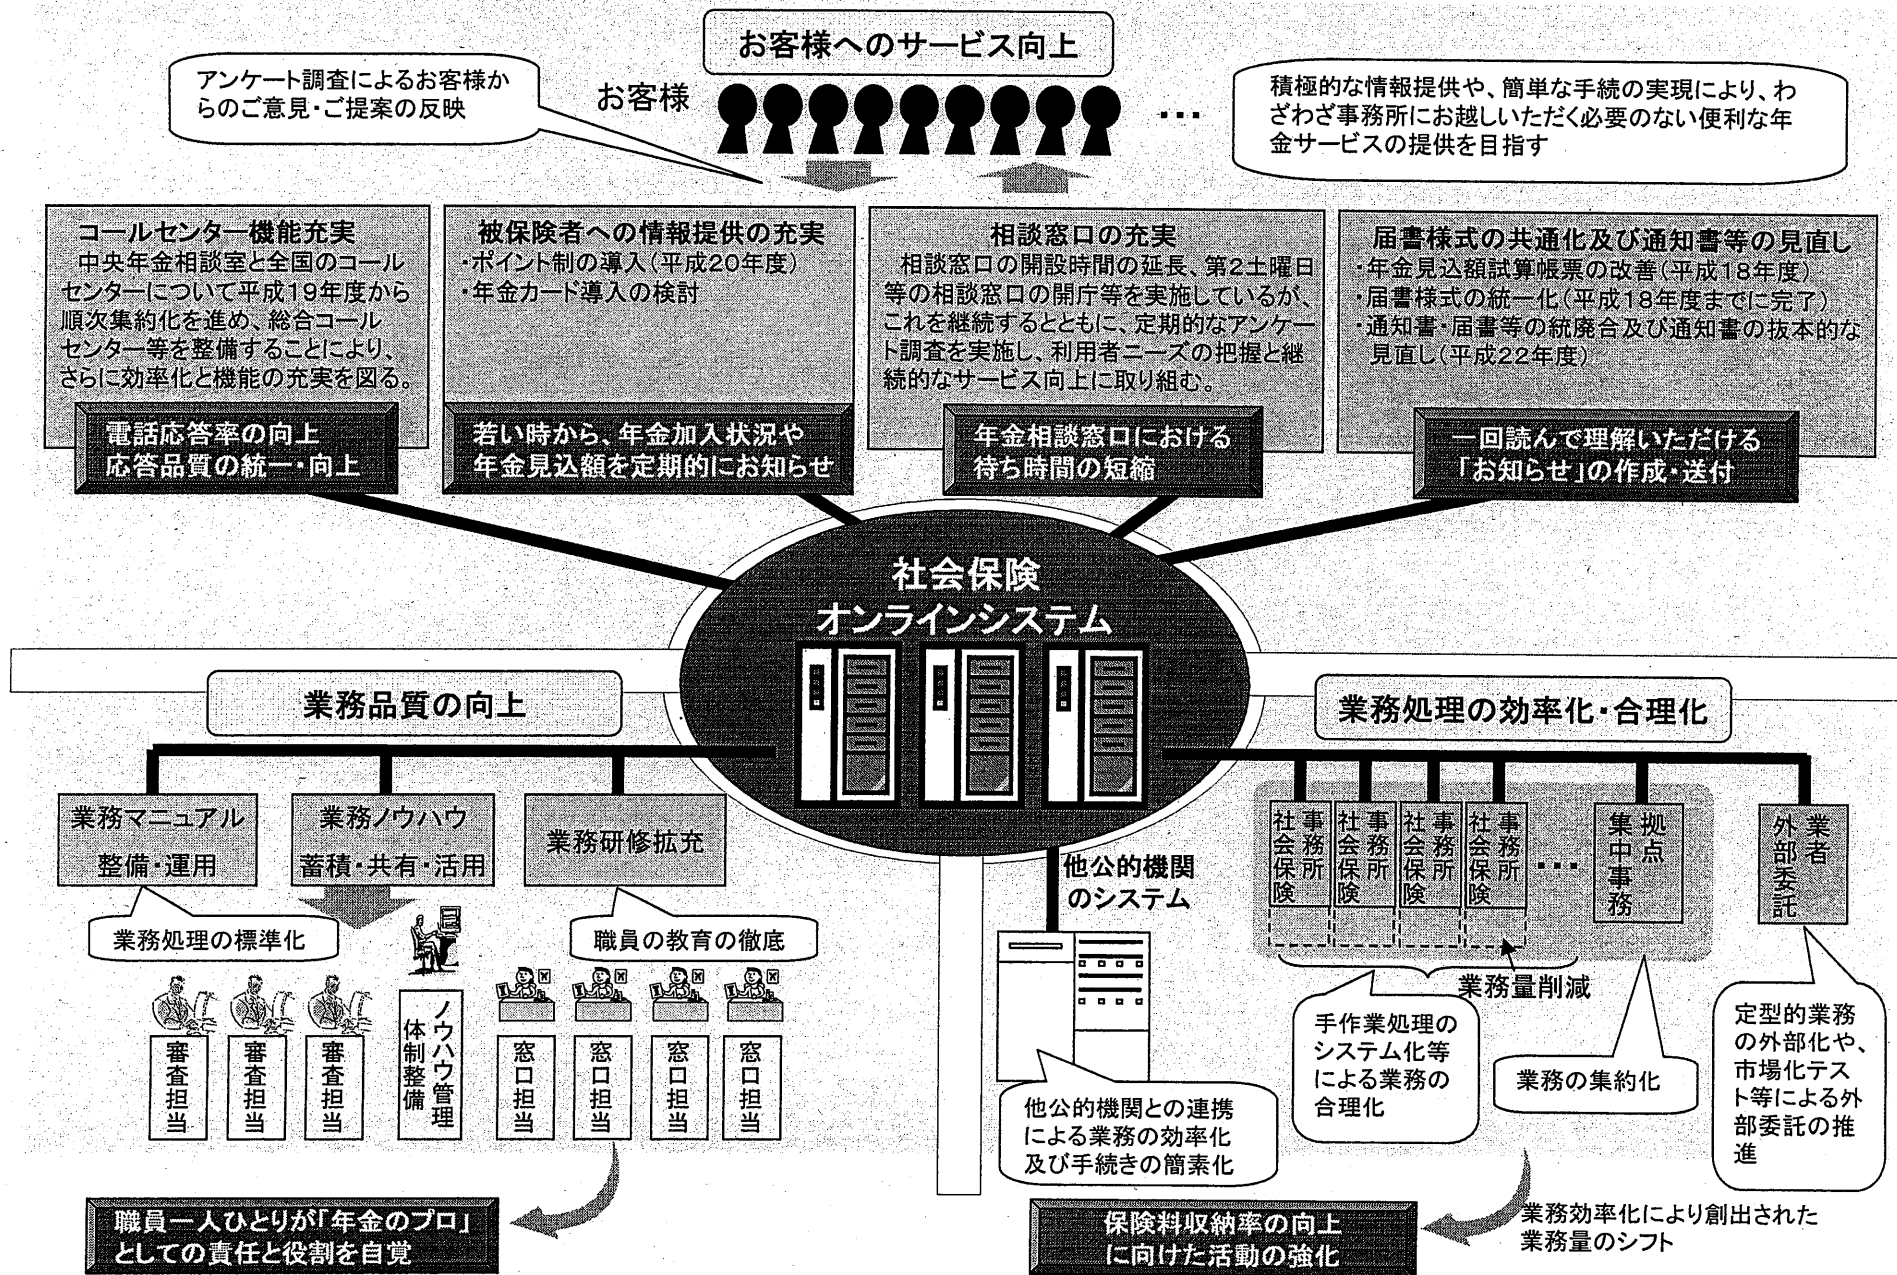 お客様へのサービス向上
アンケート調査によるお客様か
らのご意見・ご提案の反映
お客様
…
積極的な情報提供や、簡単な手続の実現により、わ
ざわざ事務所にお越しいただく必要のない便利な年
金サービスの提供を目指す
コールセンター機能充実
中央年金相談室と全国のコール
センターについて平成19年度から
順次集約化を進め、総合コール
センター等を整備することにより、
さらに効率化と機能の充実を図る。
電話応答率の向上
応答品質の統一・向上
被保険者への情報提供の充実
・ポイント制の導入(平成20年度)
・年金カード導入の検討
若い時から、年金加入状況や
年金見込額を定期的にお知らせ
相談窓口の充実
相談窓口の開設時間の延長、第2土曜日
等の相談窓口の開庁等を実施しているが、
これを継続するとともに、定期的なアンケー
ト調査を実施し、利用者ニーズの把握と継
続的なサービス向上に取り組む。
年金相談窓口における
待ち時間の短縮
届書様式の共通化及び通知書等の見直し
・年金見込額試算帳票の改善(平成18年度)
・届書様式の統一化(平成18年度までに完了)
・通知書・届書等の統廃合及び通知書の抜本的な
見直し(平成22年度)
一回読んで理解いただける
「お知らせ」の作成・送付
社会保険
オンラインシステム
業務品質の向上
業務マニュアル
整備・運用
業務ノウハウ
蓄積・共有・活用
業務研修拡充
業務処理の標準化
職員の教育の徹底
審査担当
審査担当
審査担当
ノウハウ管理
体制整備
窓口担当
窓口担当
窓口担当
窓口担当
職員一人ひとりが「年金のプロ」
としての責任と役割を自覚
他公的機関
のシステム
他公的機関との連携
による業務の効率化
及び手続きの簡素化
業務処理の効率化・合理化
社会保険
事務所
社会保険
事務所
社会保険
事務所
社会保険
事務所
…
集中事務
拠点
外部委託
業者
業務量削減
手作業処理の
システム化等
による業務の
合理化
業務の集約化
定型的業務
の外部化や、
市場化テス
ト等による外
部委託の推
進
保険料収納率の向上
に向けた活動の強化
業務効率化により創出された
業務量のシフト